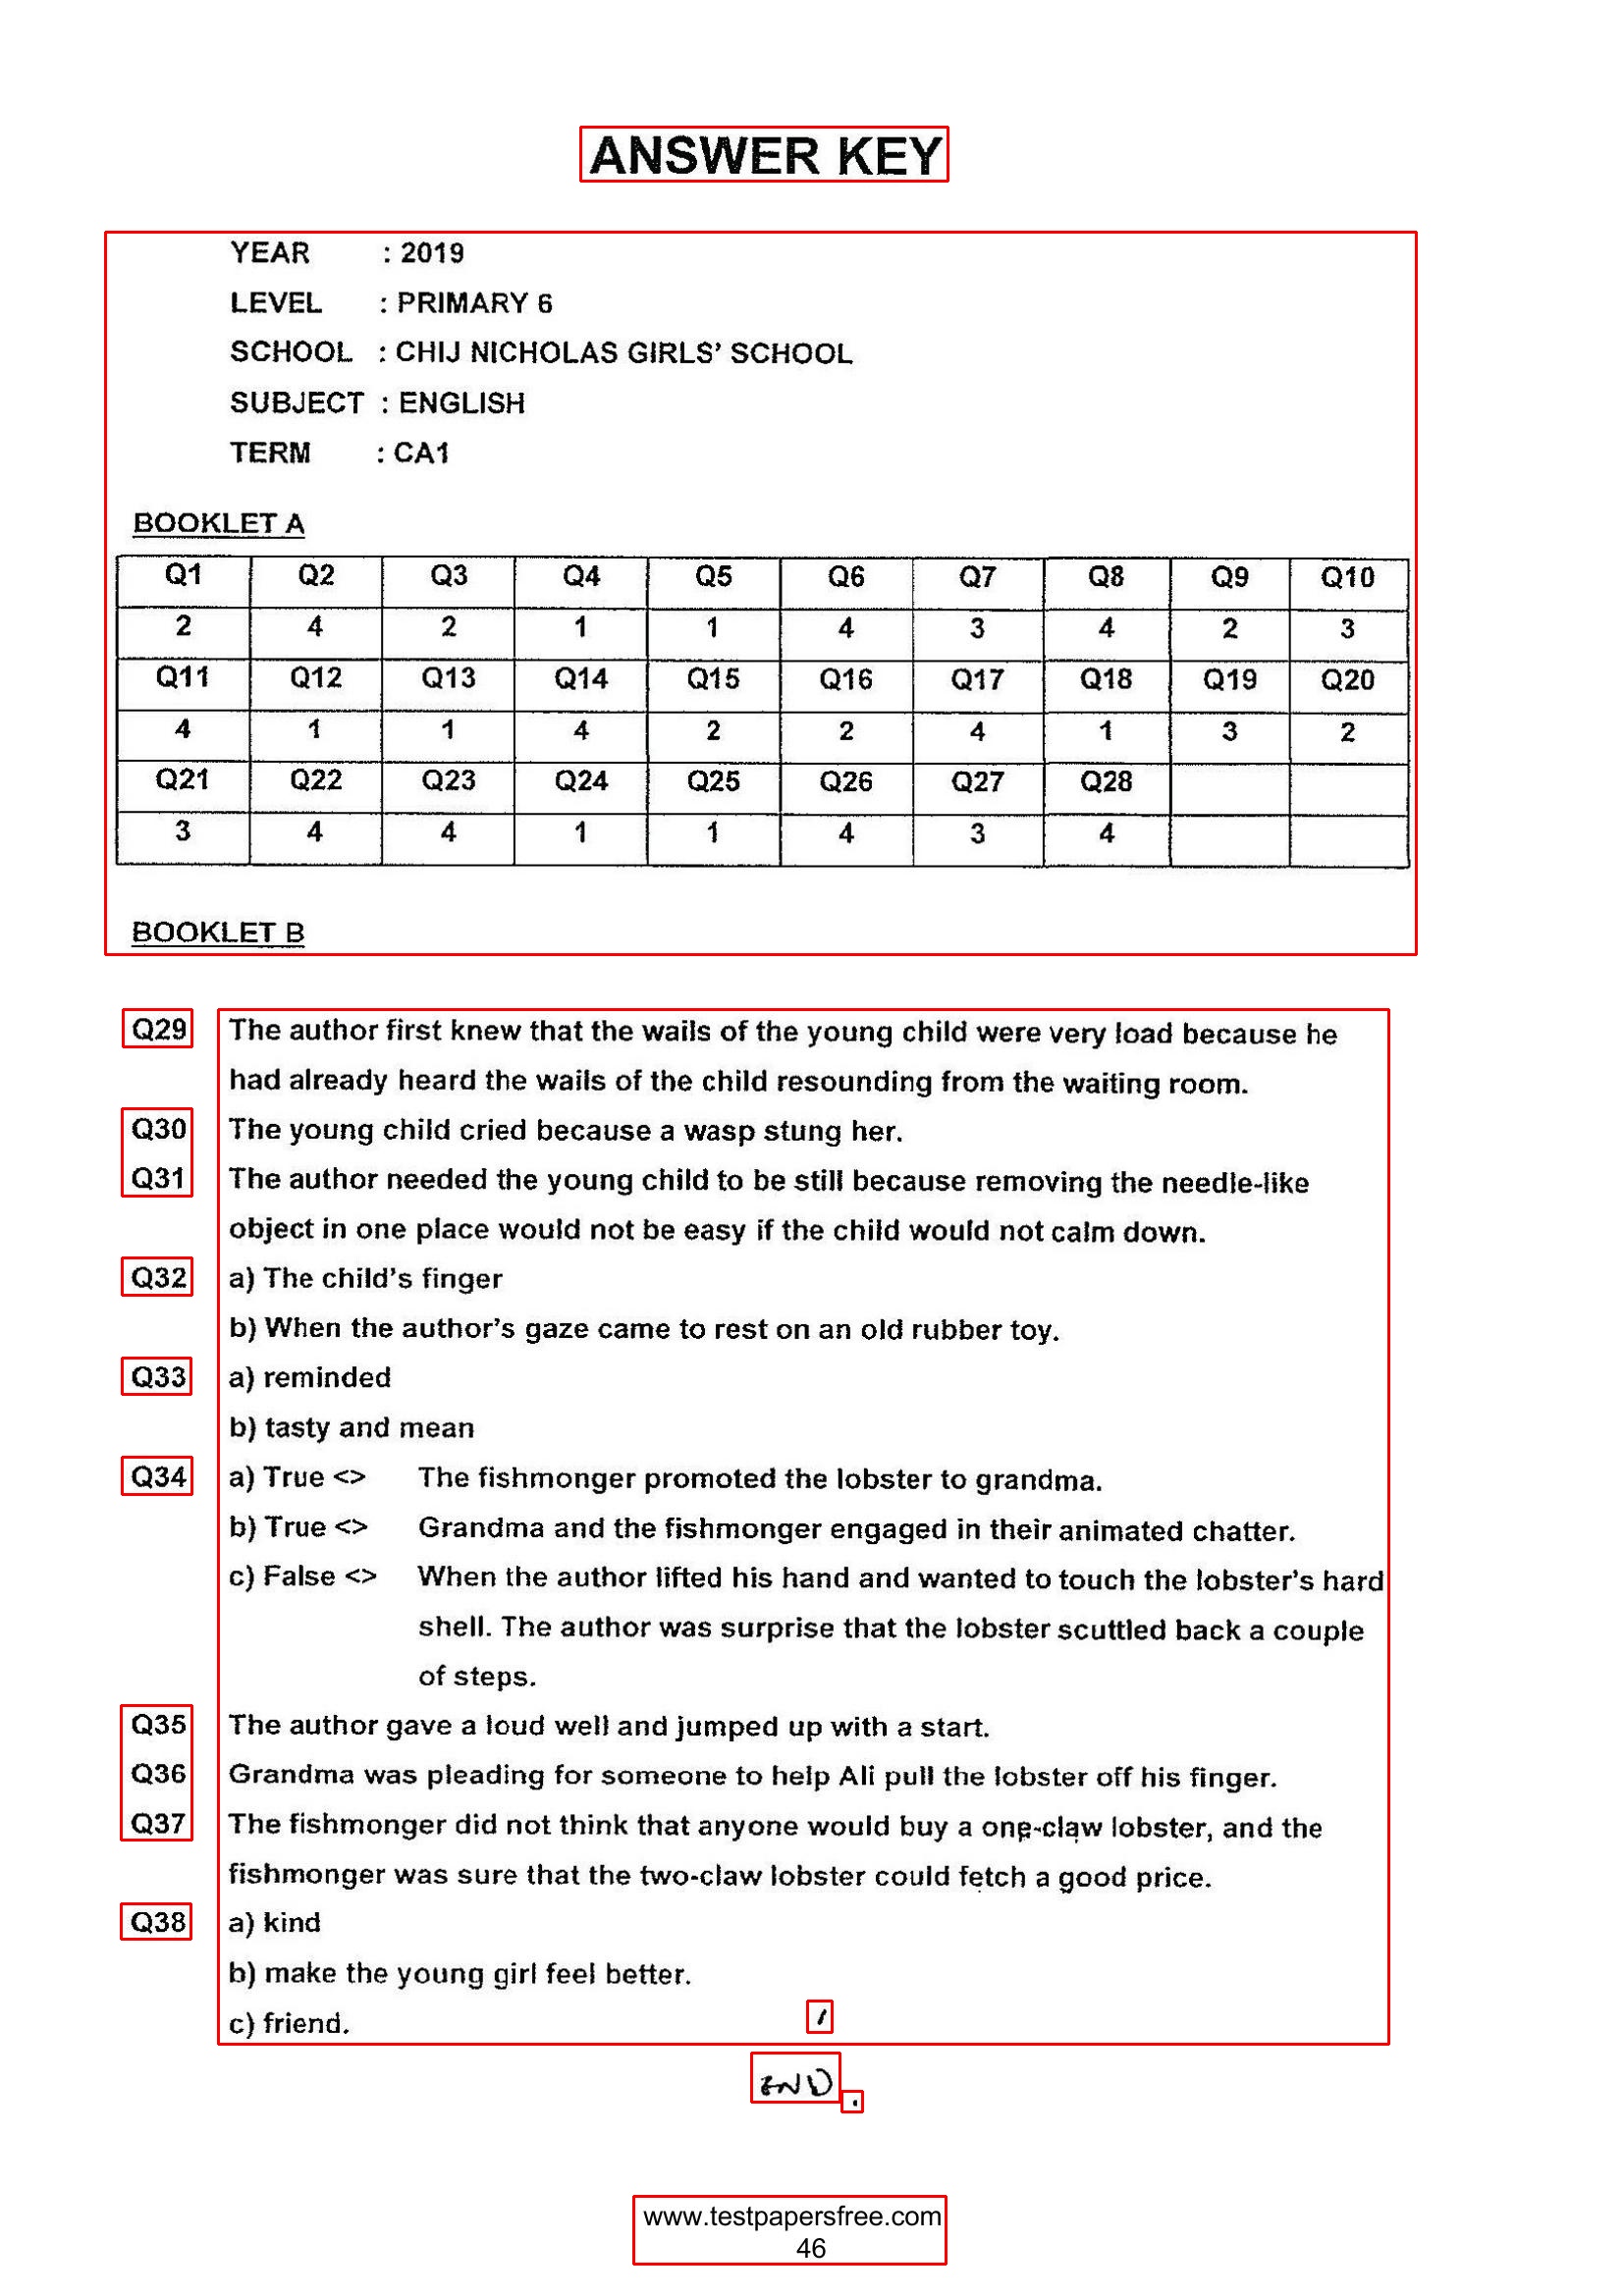 ANSWER KEY
YEAR : 2019
LEVEL : PRIMARY 6
SCHOOL : CHIJ NICHOLAS GIRLS' SCHOOL
SUBJECT : ENGLISH
TERM : CA1
BOOKLET A
Q1 Q2 Q3 Q4 Q5 Q6 Q7 Q8 Q9 Q10
2 4 2 1 1 4 3 4 2 3
Q11 Q12 Q13 Q14 Q15 Q16 Q17 Q18 Q19 Q20
4 1 1 4 2 2 4 1 3 2
Q21 Q22 Q23 Q24 Q25 Q26 Q27 Q28
3 4 4 1 1 4 3 4
BOOKLET B
Q29 The author first knew that the wails of the young child were very load because he
had already heard the wails of the child resounding from the waiting room.
Q30 The young child cried because a wasp stung her.
Q31 The author needed the young child to be still because removing the needle-like
object in one place would not be easy if the child would not calm down.
Q32 a) The child's finger
b) When the author's gaze came to rest on an old rubber toy.
Q33 a) reminded
b) tasty and mean
Q34 a) True <> The fishmonger promoted the lobster to grandma.
b) True <> Grandma and the fishmonger engaged in their animated chatter.
c) False <> When the author lifted his hand and wanted to touch the lobster's hard
shell. The author was surprise that the lobster scuttled back a couple
of steps.
Q35 The author gave a loud well and jumped up with a start.
Q36 Grandma was pleading for someone to help Ali pull the lobster off his finger.
Q37 The fishmonger did not think that anyone would buy a one-claw lobster, and the
fishmonger was sure that the two-claw lobster could fetch a good price.
Q38 a) kind
b) make the young girl feel better.
c) friend.
END
www.testpapersfree.com
46